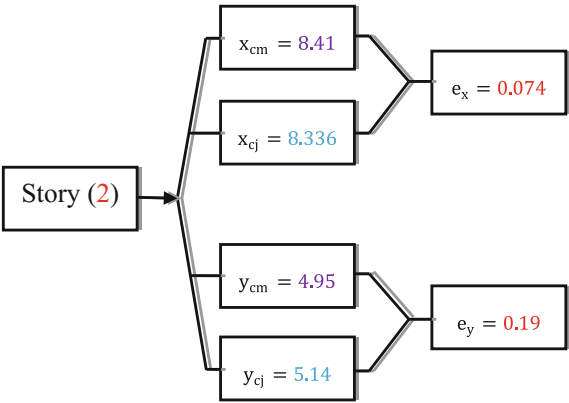 x_cm = 8.41
x_cj = 8.336
e_x = 0.074
Story (2)
y_cm = 4.95
y_cj = 5.14
e_y = 0.19